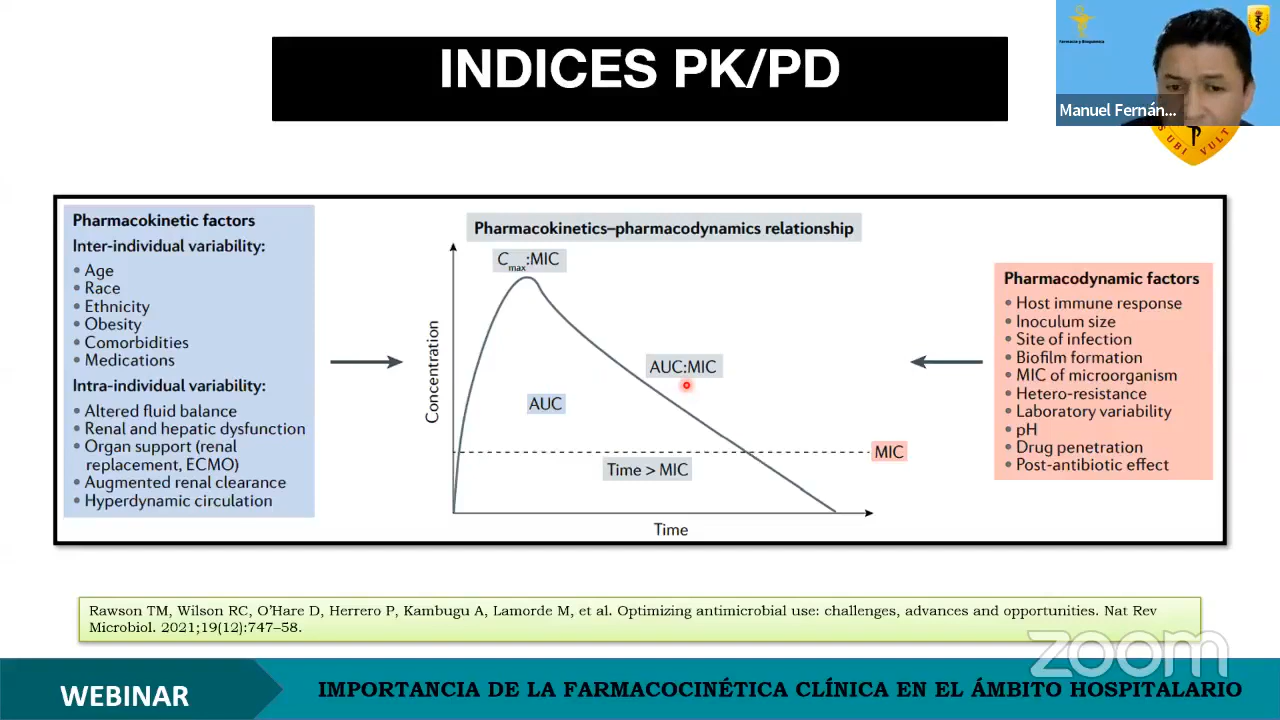 INDICES PK/PD
Farmacia y Bioquímica
Manuel Fernán...
S UBI VULT
Pharmacokinetic factors
Inter-individual variability:
• Age
• Race
• Ethnicity
• Obesity
• Comorbidities
• Medications
Intra-individual variability:
• Altered fluid balance
• Renal and hepatic dysfunction
• Organ support (renal
replacement, ECMO)
• Augmented renal clearance
• Hyperdynamic circulation
Pharmacokinetics–pharmacodynamics relationship
Cmax:MIC
Concentration
AUC:MIC
AUC
MIC
Time > MIC
Time
Pharmacodynamic factors
• Host immune response
• Inoculum size
• Site of infection
• Biofilm formation
• MIC of microorganism
• Hetero-resistance
• Laboratory variability
• pH
• Drug penetration
• Post-antibiotic effect
Rawson TM, Wilson RC, O’Hare D, Herrero P, Kambugu A, Lamorde M, et al. Optimizing antimicrobial use: challenges, advances and opportunities. Nat Rev
Microbiol. 2021;19(12):747–58.
zoom
WEBINAR
IMPORTANCIA DE LA FARMACOCINÉTICA CLÍNICA EN EL ÁMBITO HOSPITALARIO